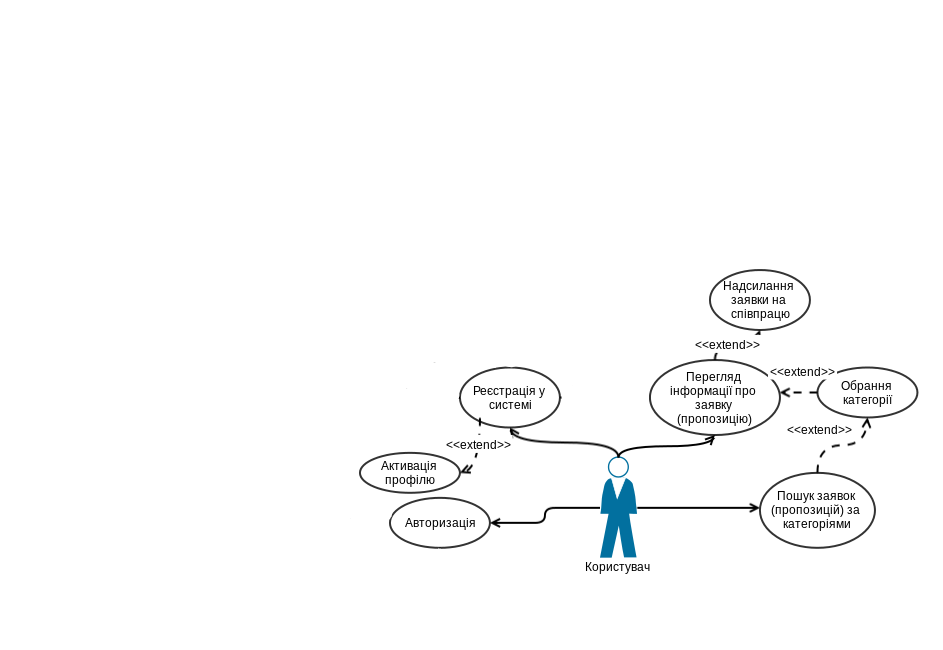 Надсилання
заявки на
співпрацю
<<extend>>
Перегляд
інформації про
заявку
(пропозицію)
<<extend>>
Обрання
категорії
<<extend>>
Реєстрація у
системі
<<extend>>
Активація
профілю
Авторизація
Пошук заявок
(пропозицій) за
категоріями
Користувач